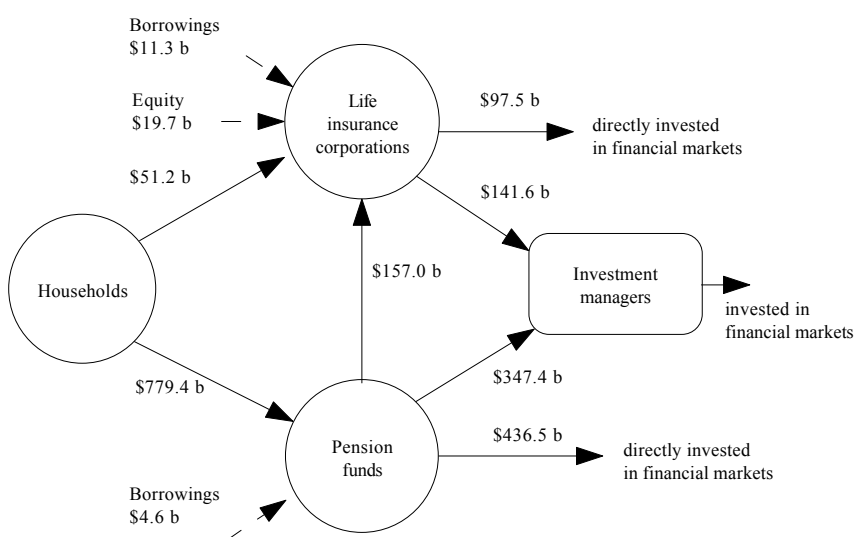 Borrowings
$11.3 b
Equity
$19.7 b
Life
insurance
corporations
$97.5 b
directly invested
in financial markets
$51.2 b
$141.6 b
Households
$157.0 b
Investment
managers
invested in
financial markets
$779.4 b
$347.4 b
Pension
funds
$436.5 b
directly invested
in financial markets
Borrowings
$4.6 b